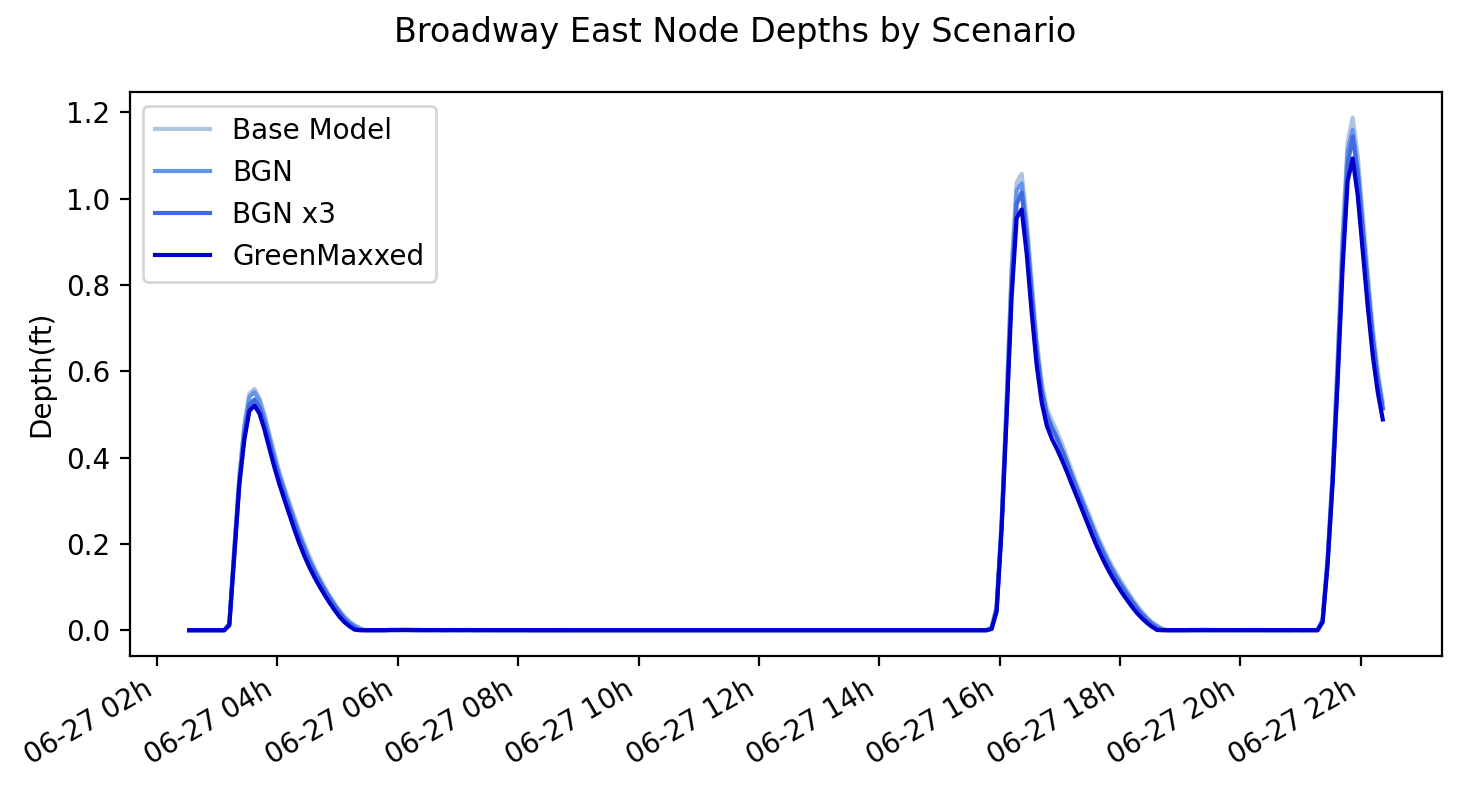 Broadway East Node Depths by Scenario
Base Model
BGN
BGN x3
GreenMaxxed
Depth(ft)
1.2
1.0
0.8
0.6
0.4
0.2
0.0
06-27 02h
06-27 04h
06-27 06h
06-27 08h
06-27 10h
06-27 12h
06-27 14h
06-27 16h
06-27 18h
06-27 20h
06-27 22h